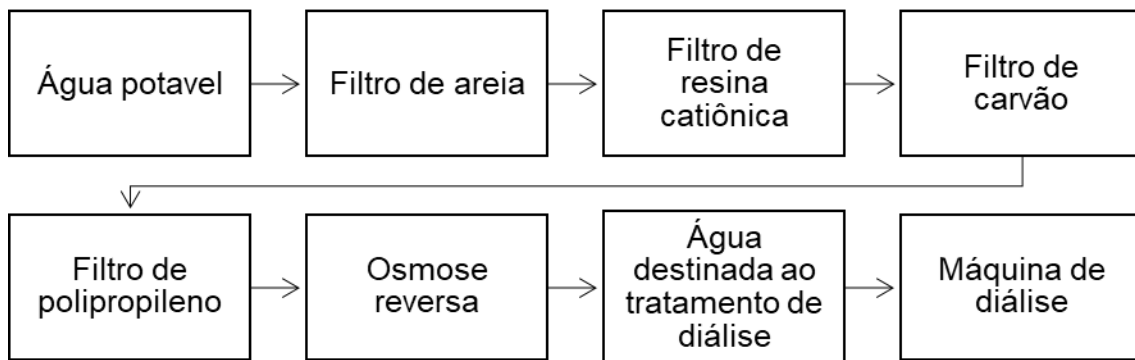 Água potavel
Filtro de areia
Filtro de
resina
catiônica
Filtro de
carvão
Filtro de
polipropileno
Osmose
reversa
Água
destinada ao
tratamento de
diálise
Máquina de
diálise